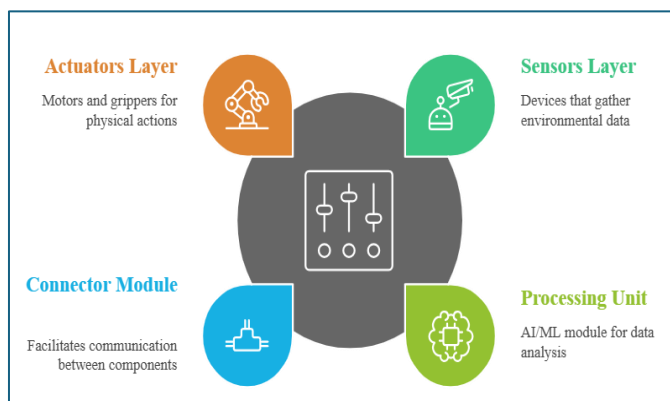 Actuators Layer
Motors and grippers for
physical actions
Sensors Layer
Devices that gather
environmental data
Connector Module
Facilitates communication
between components
Processing Unit
AI/ML module for data
analysis